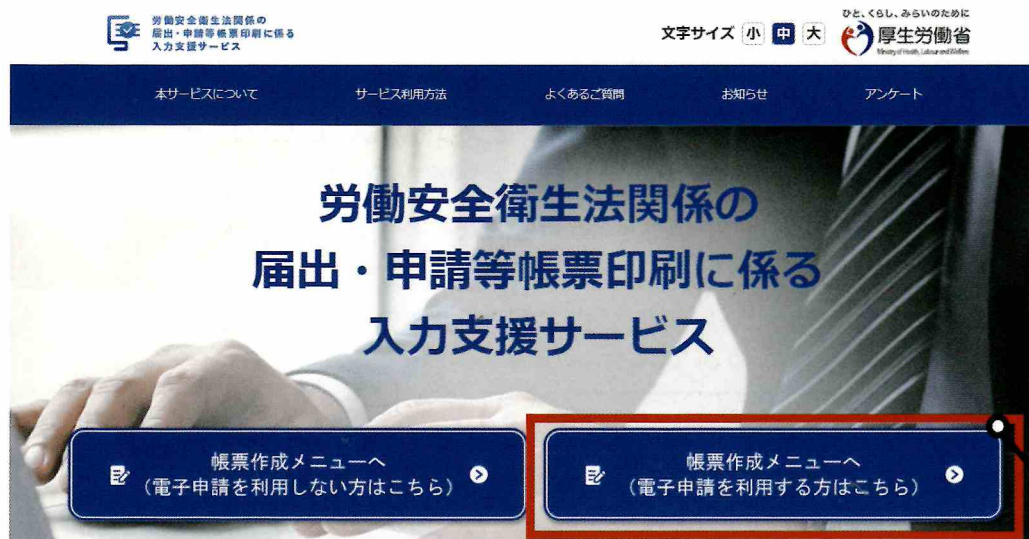 労働安全衛生法関係の
届出・申請等帳票印刷に係る
入力支援サービス
文字サイズ 小 中 大
ひと、くらし、みらいのために
厚生労働省
Ministry of Health, Labour and Welfare
本サービスについて サービス利用方法 よくあるご質問 お知らせ アンケート
労働安全衛生法関係の
届出・申請等帳票印刷に係る
入力支援サービス
帳票作成メニューへ
（電子申請を利用しない方はこちら）
帳票作成メニューへ
（電子申請を利用する方はこちら）